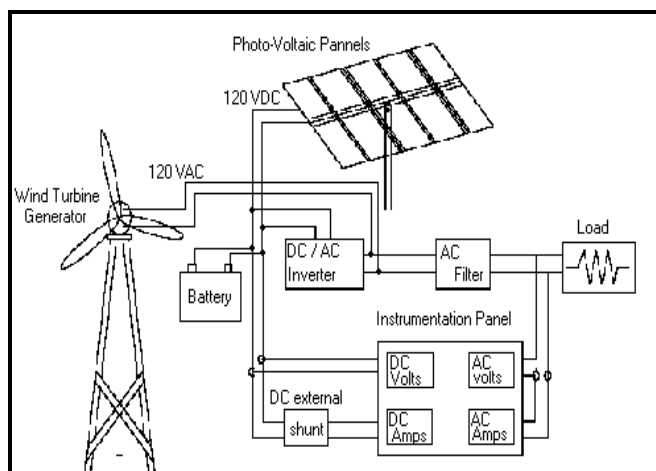 Photo-Voltaic Pannels
120 VDC
120 VAC
Wind Turbine
Generator
Load
DC / AC
Inverter
AC
Filter
Battery
Instrumentation Panel
DC
Volts
AC
volts
DC external
shunt
DC
Amps
AC
Amps